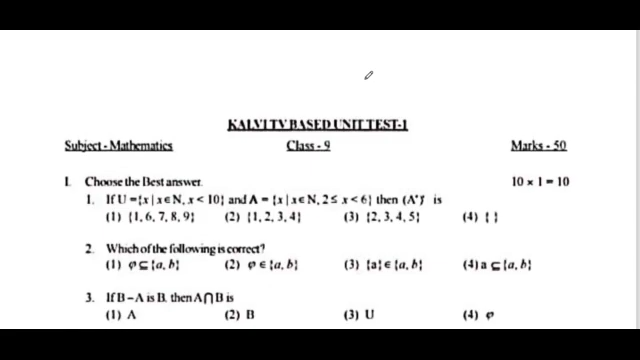 KALVI TV BASED UNIT TEST-1
Subject - Mathematics Class - 9 Marks - 50
I. Choose the Best answer. 10 × 1 = 10
1. If U = {x | x ∈ N, x < 10} and A = {x | x ∈ N, 2 ≤ x < 6} then (A')' is
(1) {1, 6, 7, 8, 9} (2) {1, 2, 3, 4} (3) {2, 3, 4, 5} (4) { }
2. Which of the following is correct?
(1) φ ⊆ {a, b} (2) φ ∈ {a, b} (3) {a} ∈ {a, b} (4) a ⊆ {a, b}
3. If B – A is B, then A⋂B is
(1) A (2) B (3) U (4) φ